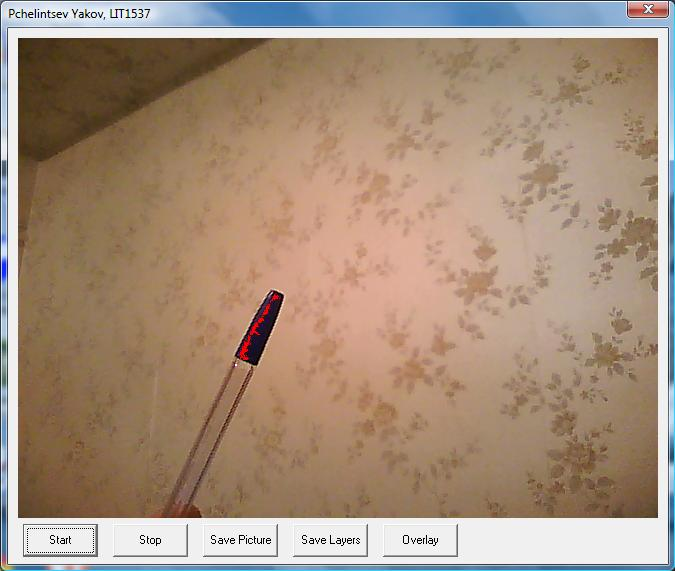 Pchelintsev Yakov, LIT1537
Start
Stop
Save Picture
Save Layers
Overlay